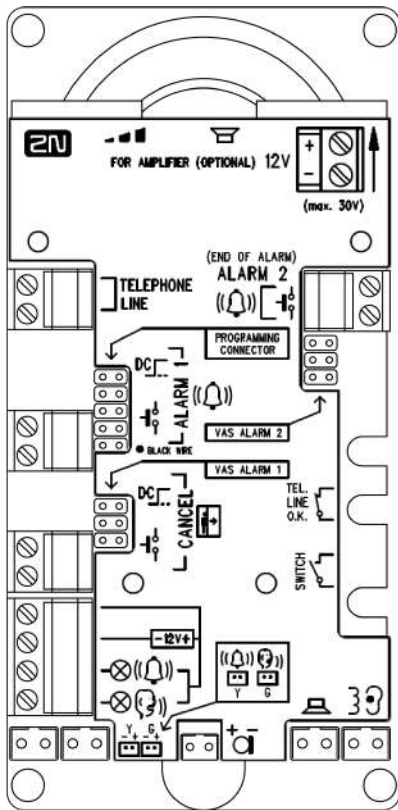 2N
FOR AMPLIFIER (OPTIONAL) 12V
+
-
(max. 30V)
(END OF ALARM)
ALARM 2
TELEPHONE
LINE
PROGRAMMING
CONNECTOR
DC
ALARM 1
VAS ALARM 2
BLACK WIRE
VAS ALARM 1
DC
CANCEL
TEL.
LINE
O.K.
SWITCH
-12V+
Y G
Y G
- + - +
+ -